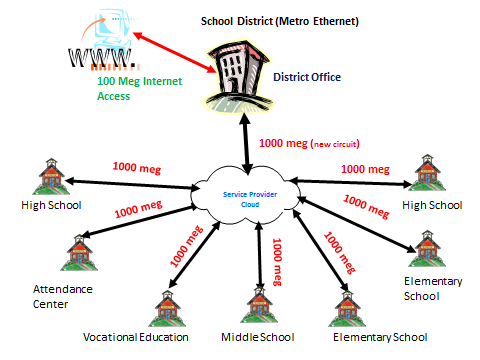 School District (Metro Ethernet)
www.
100 Meg Internet
Access
District Office
1000 meg (new circuit)
1000 meg
1000 meg
High School
Service Provider
Cloud
High School
1000 meg
1000 meg
Attendance
Center
Elementary
School
1000 meg
1000 meg
1000 meg
Vocational Education
Middle School
Elementary School